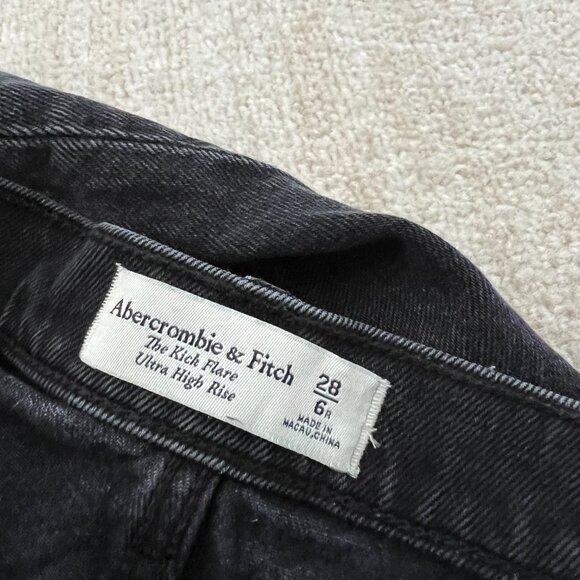 Abercrombie & Fitch
The Kick Flare
Ultra High Rise
28
6R
MADE IN
MACAU, CHINA